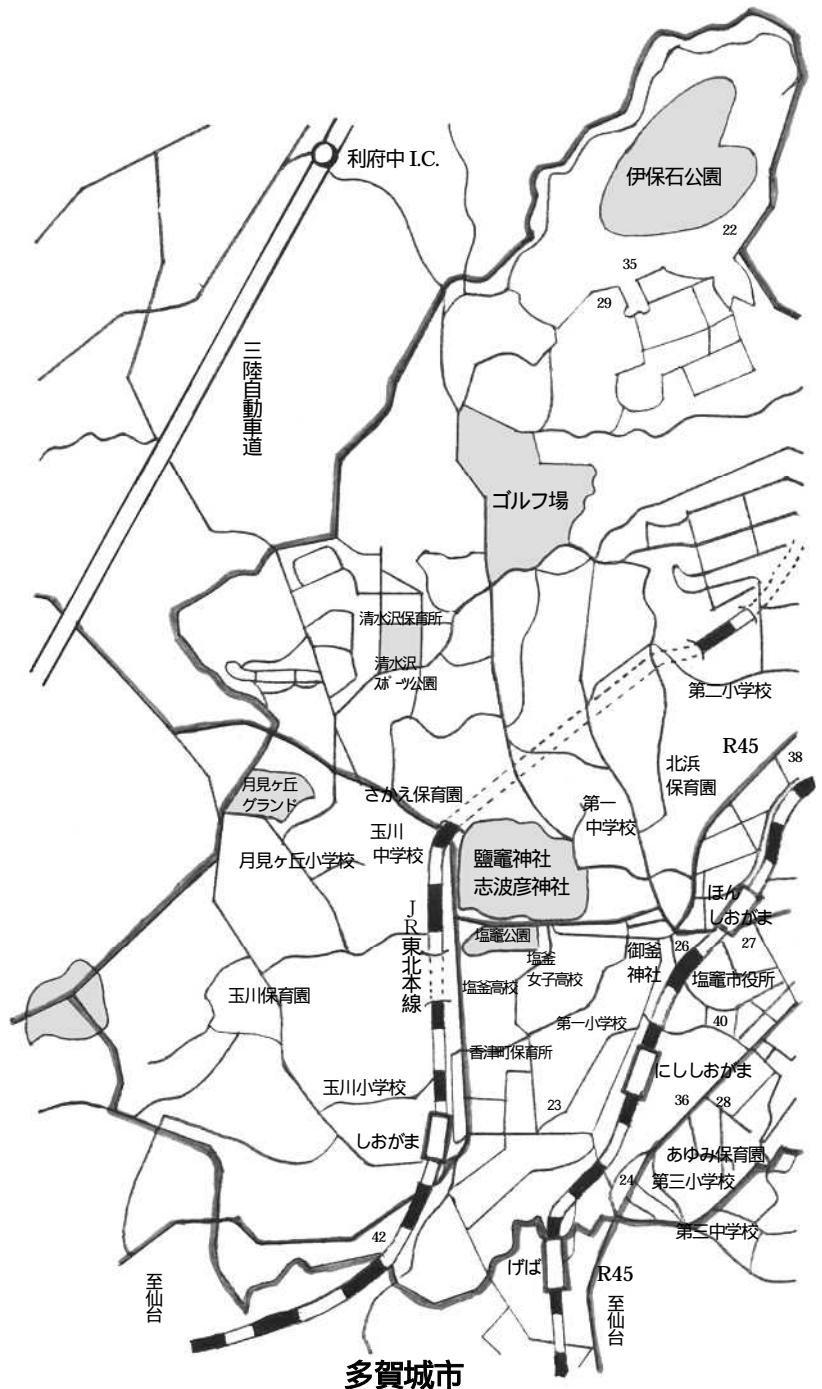 利府中 I.C.
伊保石公園
22
35
29
三陸自動車道
ゴルフ場
清水沢保育所
清水沢
スポーツ公園
第二小学校
R45
38
北浜
保育園
月見ヶ丘
グランド
さかえ保育園
第一
中学校
玉川
中学校
月見ヶ丘小学校
鹽竈神社
志波彦神社
ほん
しおがま
JR東北本線
塩竈公園
塩釜
女子高校
御釜
神社
26
27
塩竈市役所
玉川保育園
塩釜高校
第一小学校
40
香津町保育所
にししおがま
玉川小学校
23
36
28
しおがま
あゆみ保育園
24
第三小学校
第三中学校
42
げば
R45
至仙台
至仙台
多賀城市